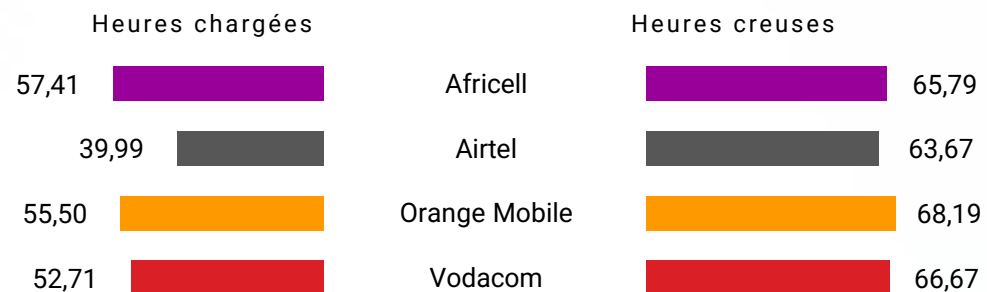 Heures chargées Heures creuses
57,41 Africell 65,79
39,99 Airtel 63,67
55,50 Orange Mobile 68,19
52,71 Vodacom 66,67